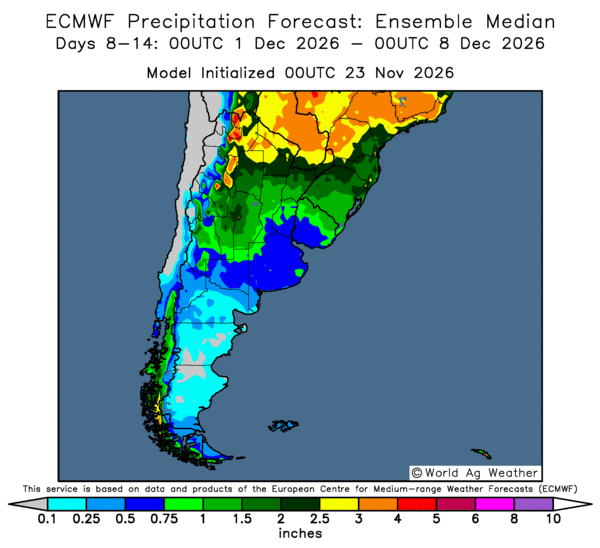 ECMWF Precipitation Forecast: Ensemble Median
Days 8−14: 00UTC 1 Dec 2026 − 00UTC 8 Dec 2026
Model Initialized 00UTC 23 Nov 2026
© World Ag Weather
This service is based on data and products of the European Centre for Medium-range Weather Forecasts (ECMWF)
0.1 0.25 0.5 0.75 1 1.5 2 2.5 3 4 5 6 8 10
inches